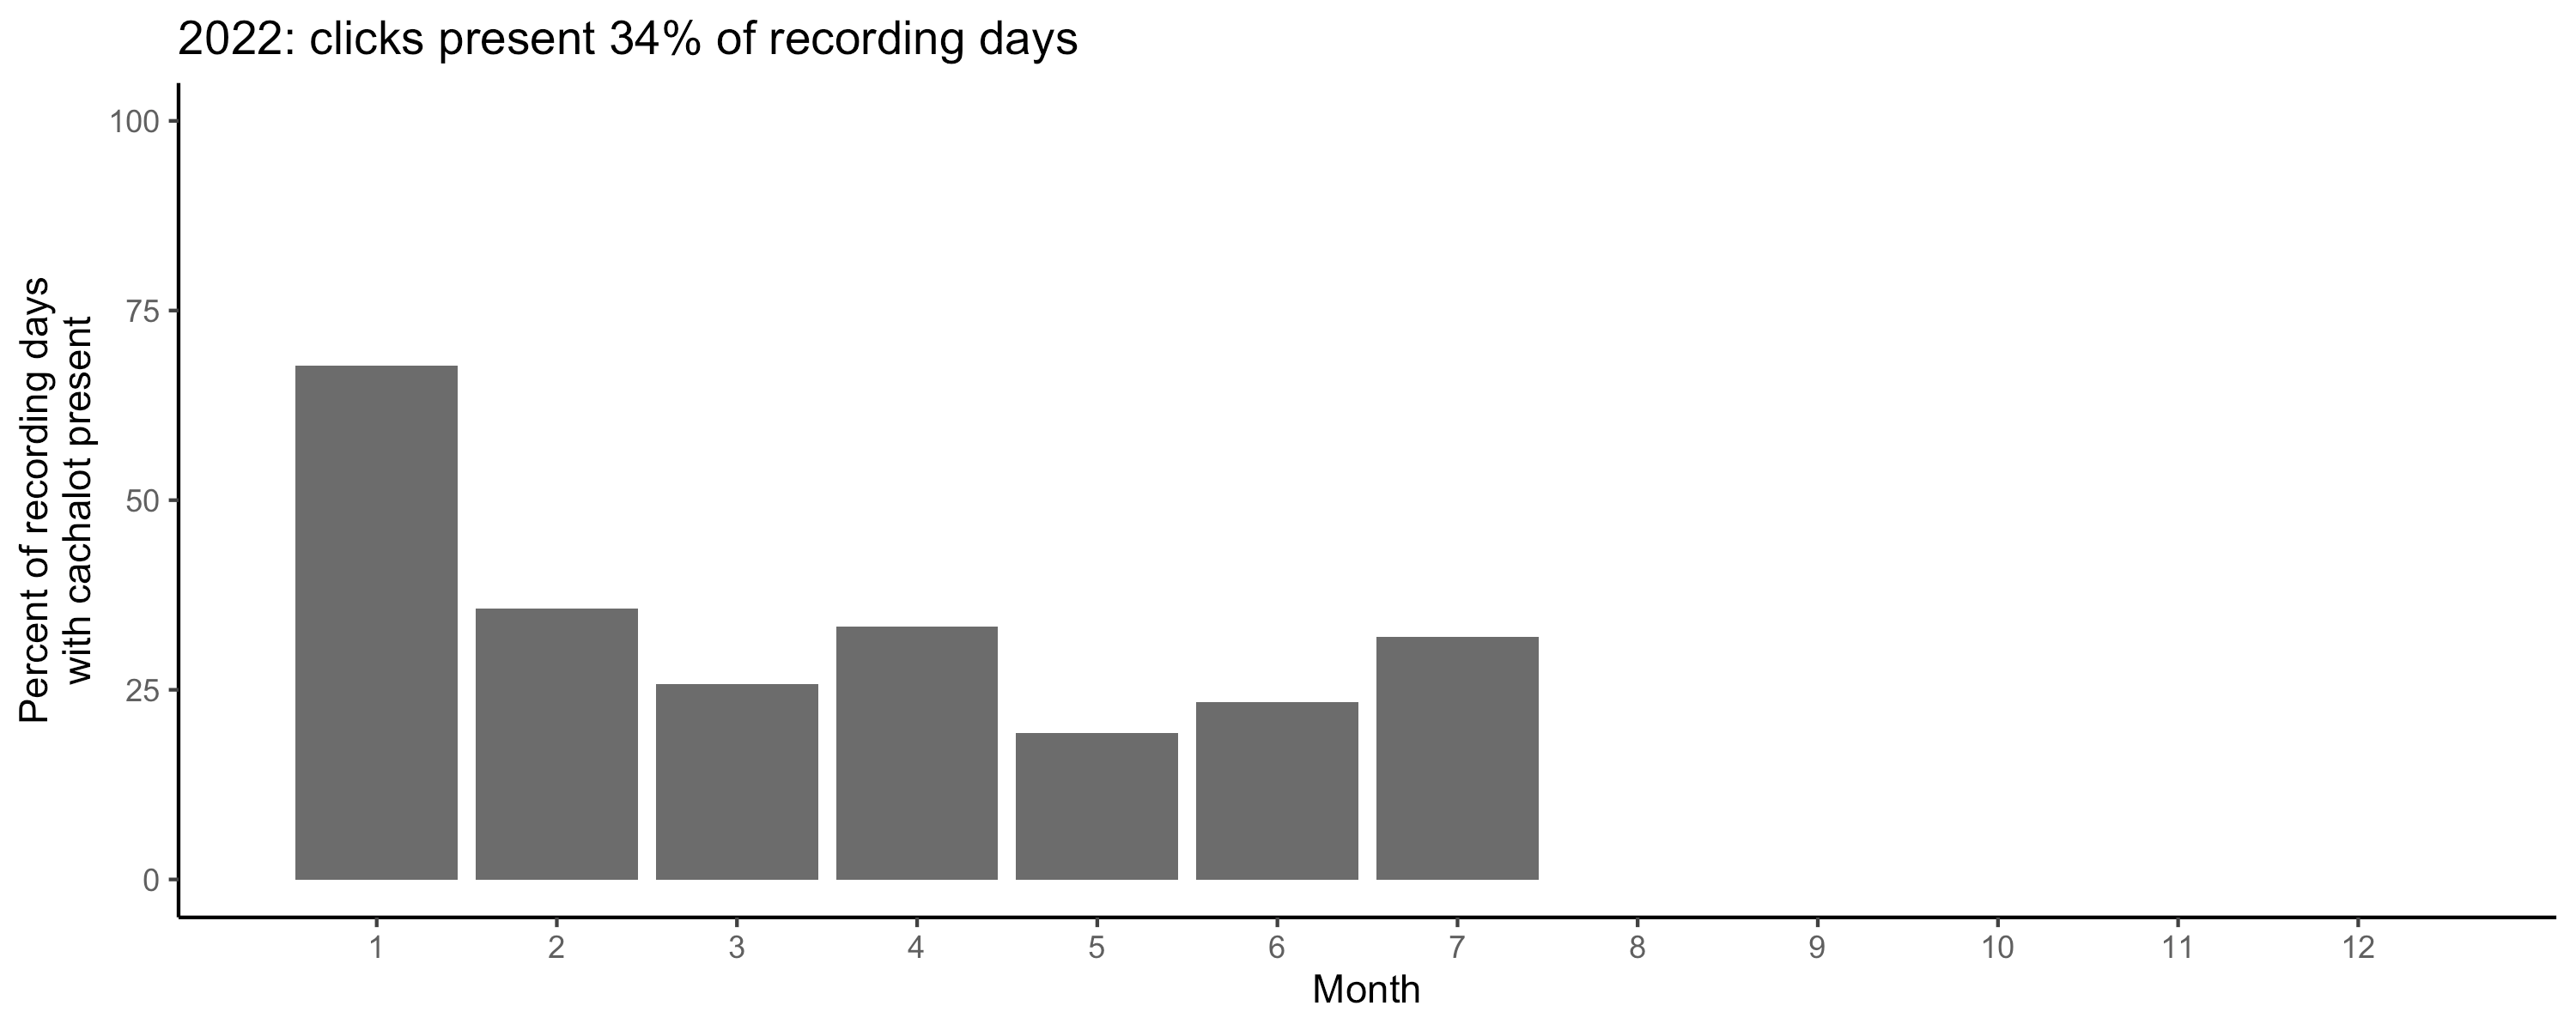 2022: clicks present 34% of recording days
Percent of recording days
with cachalot present
100
75
50
25
0
1 2 3 4 5 6 7 8 9 10 11 12
Month